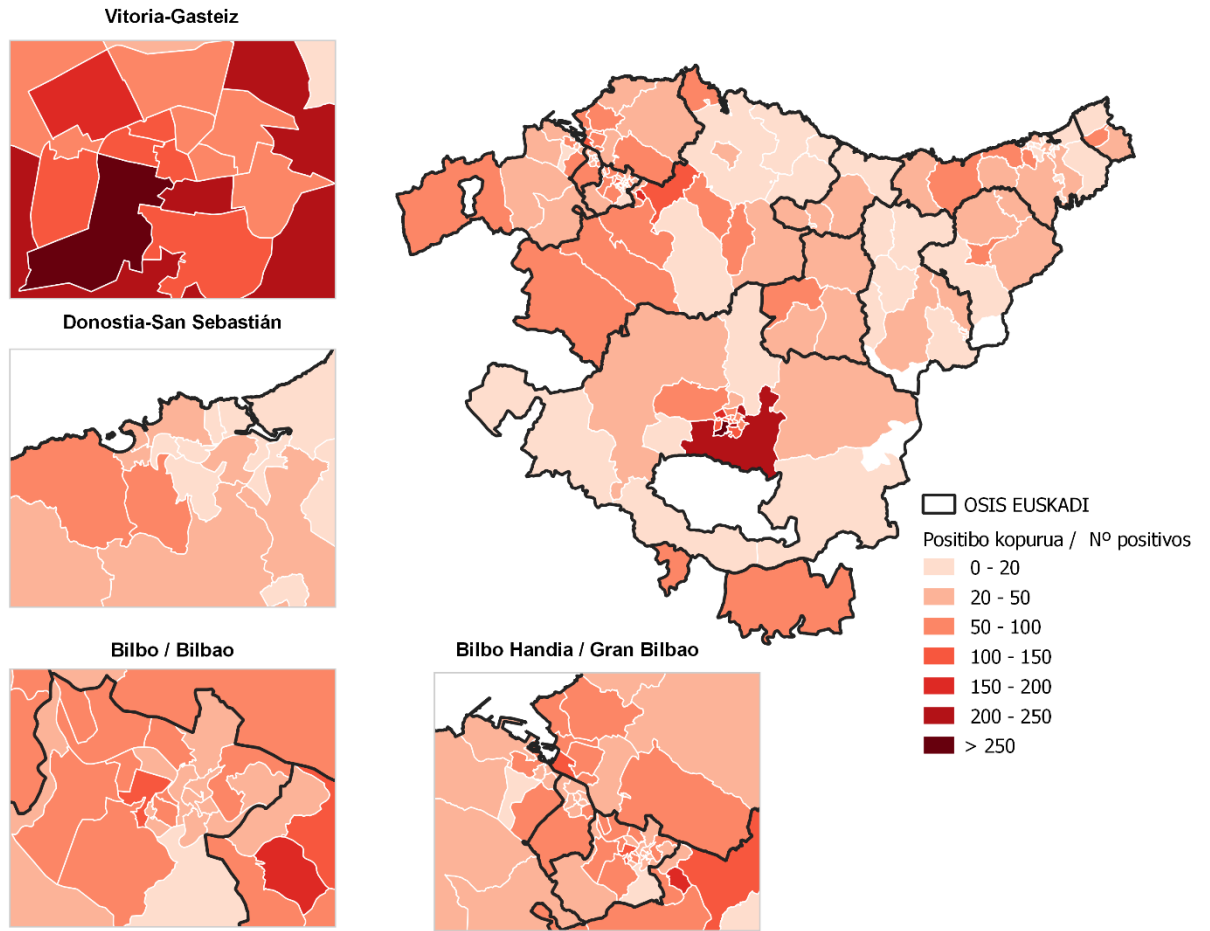 Vitoria-Gasteiz
Donostia-San Sebastián
Bilbo / Bilbao
Bilbo Handia / Gran Bilbao
OSIS EUSKADI
Positibo kopurua / Nº positivos
0 - 20
20 - 50
50 - 100
100 - 150
150 - 200
200 - 250
> 250